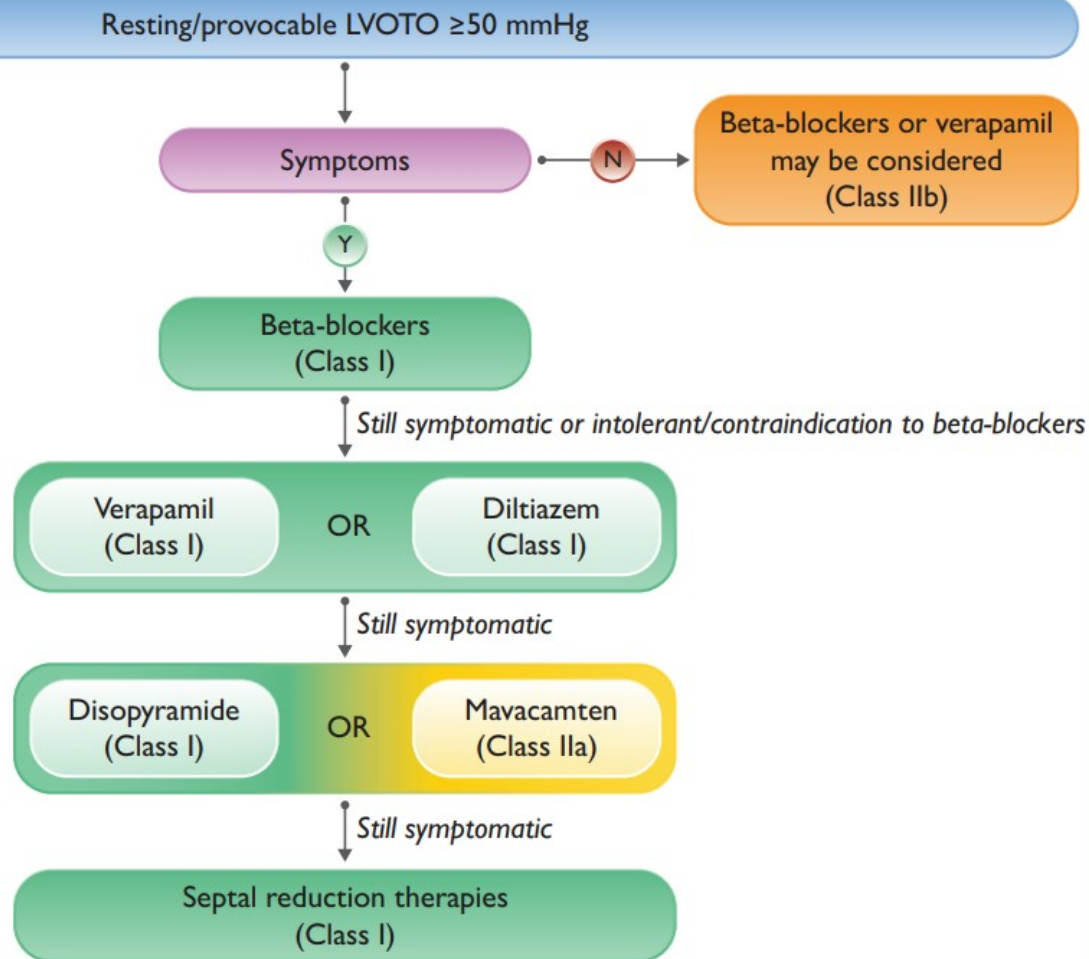 Resting/provocable LVOTO ≥50 mmHg
Symptoms
N
Beta-blockers or verapamil
may be considered
(Class IIb)
Y
Beta-blockers
(Class I)
Still symptomatic or intolerant/contraindication to beta-blockers
Verapamil
(Class I)
OR
Diltiazem
(Class I)
Still symptomatic
Disopyramide
(Class I)
OR
Mavacamten
(Class IIa)
Still symptomatic
Septal reduction therapies
(Class I)